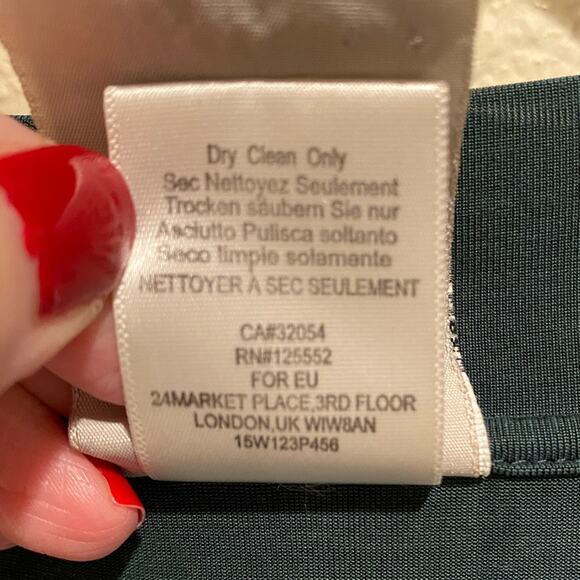 Dry Clean Only
Sec Nettoyez Seulement
Trocken säubern Sie nur
Asciutto Pulisca soltanto
Seco limpie solamente
NETTOYER À SEC SEULEMENT
CA#32054
RN#125552
FOR EU
24MARKET PLACE,3RD FLOOR
LONDON,UK WIW8AN
15W123P456